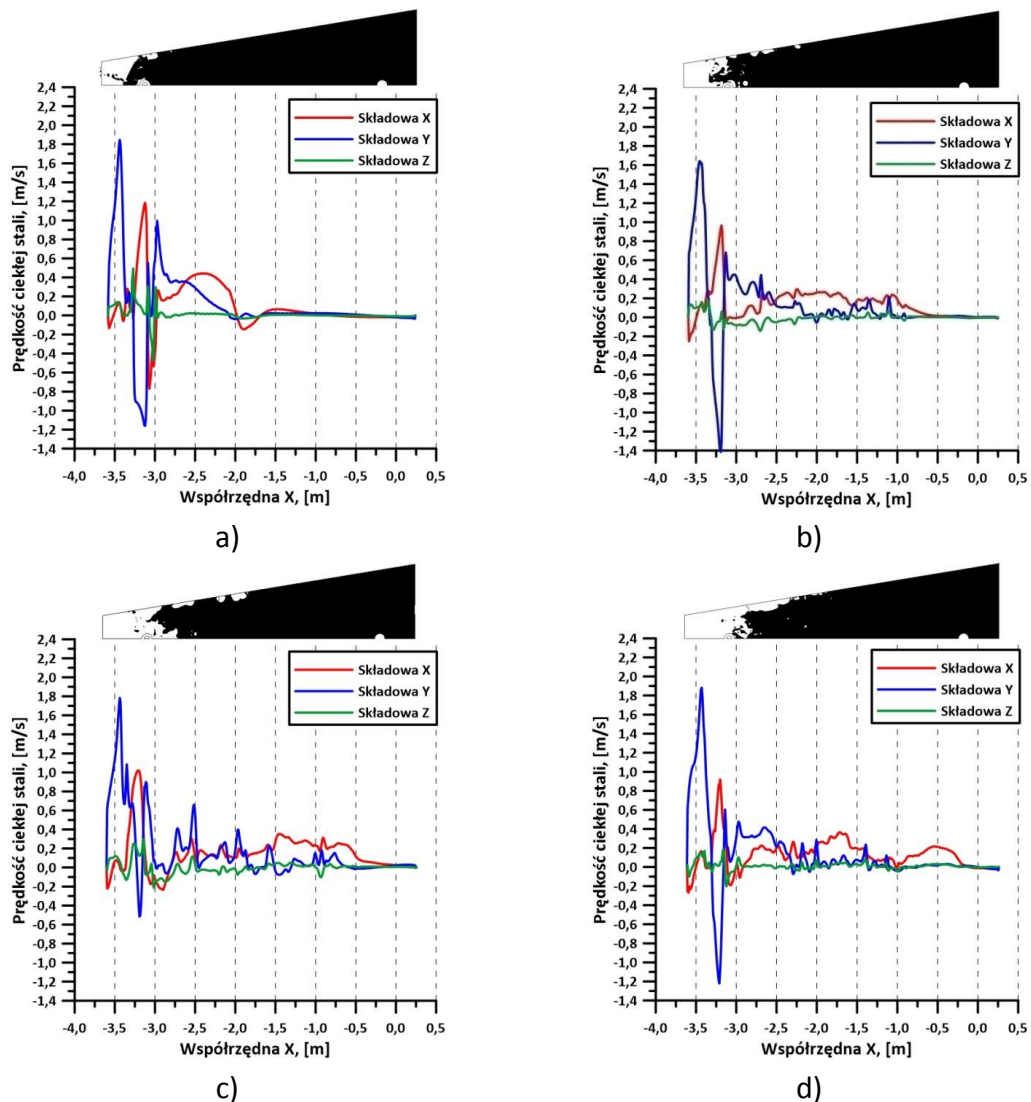 2,4
2,2
2,0
1,8
1,6
1,4
1,2
1,0
0,8
0,6
0,4
0,2
0,0
-0,2
-0,4
-0,6
-0,8
-1,0
-1,2
-1,4
Prędkość ciekłej stali, [m/s]
Składowa X
Składowa Y
Składowa Z
-4,0 -3,5 -3,0 -2,5 -2,0 -1,5 -1,0 -0,5 0,0 0,5
Współrzędna X, [m]
a)
2,4
2,2
2,0
1,8
1,6
1,4
1,2
1,0
0,8
0,6
0,4
0,2
0,0
-0,2
-0,4
-0,6
-0,8
-1,0
-1,2
-1,4
Prędkość ciekłej stali, [m/s]
Składowa X
Składowa Y
Składowa Z
-4,0 -3,5 -3,0 -2,5 -2,0 -1,5 -1,0 -0,5 0,0 0,5
Współrzędna X, [m]
b)
2,4
2,2
2,0
1,8
1,6
1,4
1,2
1,0
0,8
0,6
0,4
0,2
0,0
-0,2
-0,4
-0,6
-0,8
-1,0
-1,2
-1,4
Prędkość ciekłej stali, [m/s]
Składowa X
Składowa Y
Składowa Z
-4,0 -3,5 -3,0 -2,5 -2,0 -1,5 -1,0 -0,5 0,0 0,5
Współrzędna X, [m]
c)
2,4
2,2
2,0
1,8
1,6
1,4
1,2
1,0
0,8
0,6
0,4
0,2
0,0
-0,2
-0,4
-0,6
-0,8
-1,0
-1,2
-1,4
Prędkość ciekłej stali, [m/s]
Składowa X
Składowa Y
Składowa Z
-4,0 -3,5 -3,0 -2,5 -2,0 -1,5 -1,0 -0,5 0,0 0,5
Współrzędna X, [m]
d)